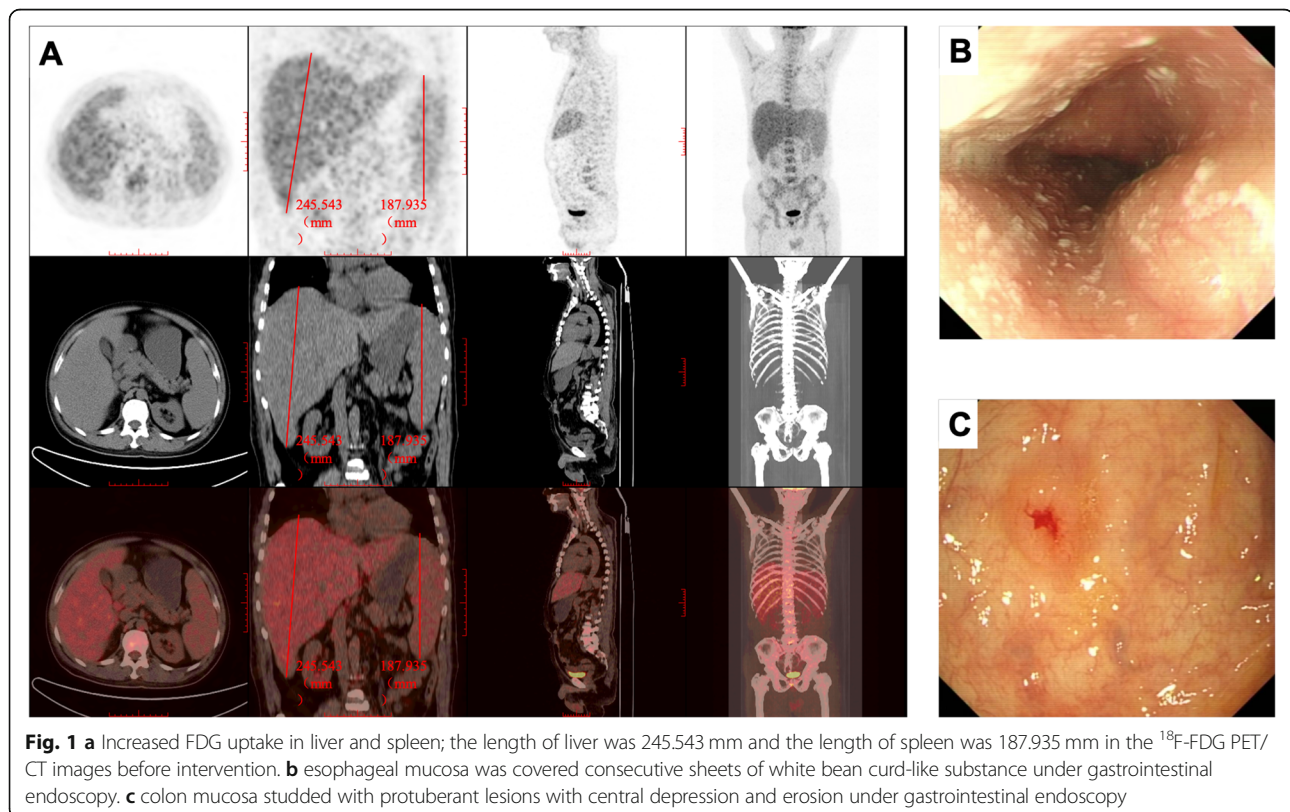 A
245.543
(mm
)
187.935
(mm
)
245.543
(mm
)
187.935
(mm
)
245.543
(mm
)
187.935
(mm
)
B
C
Fig. 1 a Increased FDG uptake in liver and spleen; the length of liver was 245.543 mm and the length of spleen was 187.935 mm in the ¹⁸F-FDG PET/
CT images before intervention. b esophageal mucosa was covered consecutive sheets of white bean curd-like substance under gastrointestinal
endoscopy. c colon mucosa studded with protuberant lesions with central depression and erosion under gastrointestinal endoscopy